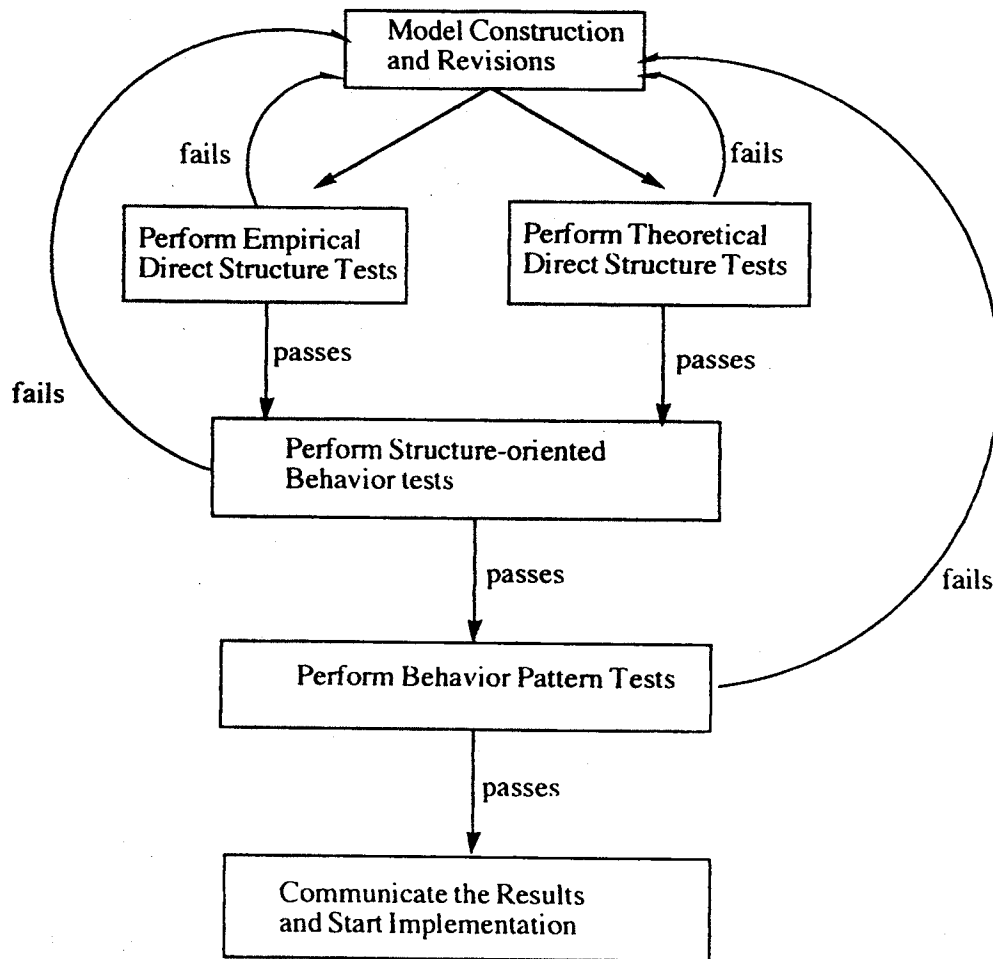 Model Construction
and Revisions
fails
fails
Perform Empirical
Direct Structure Tests
Perform Theoretical
Direct Structure Tests
passes
passes
fails
Perform Structure-oriented
Behavior tests
passes
fails
Perform Behavior Pattern Tests
passes
Communicate the Results
and Start Implementation